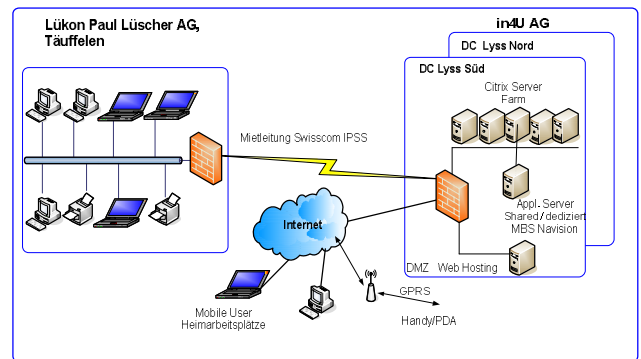 Lükon Paul Lüscher AG,
Täuffelen
in4U AG
DC Lyss Nord
DC Lyss Süd
Citrix Server
Farm
Mietleitung Swisscom IPSS
Appl. Server
Shared/dediziert
MBS Navision
Internet
DMZ Web Hosting
GPRS
Mobile User
Heimarbeitsplätze
Handy/PDA